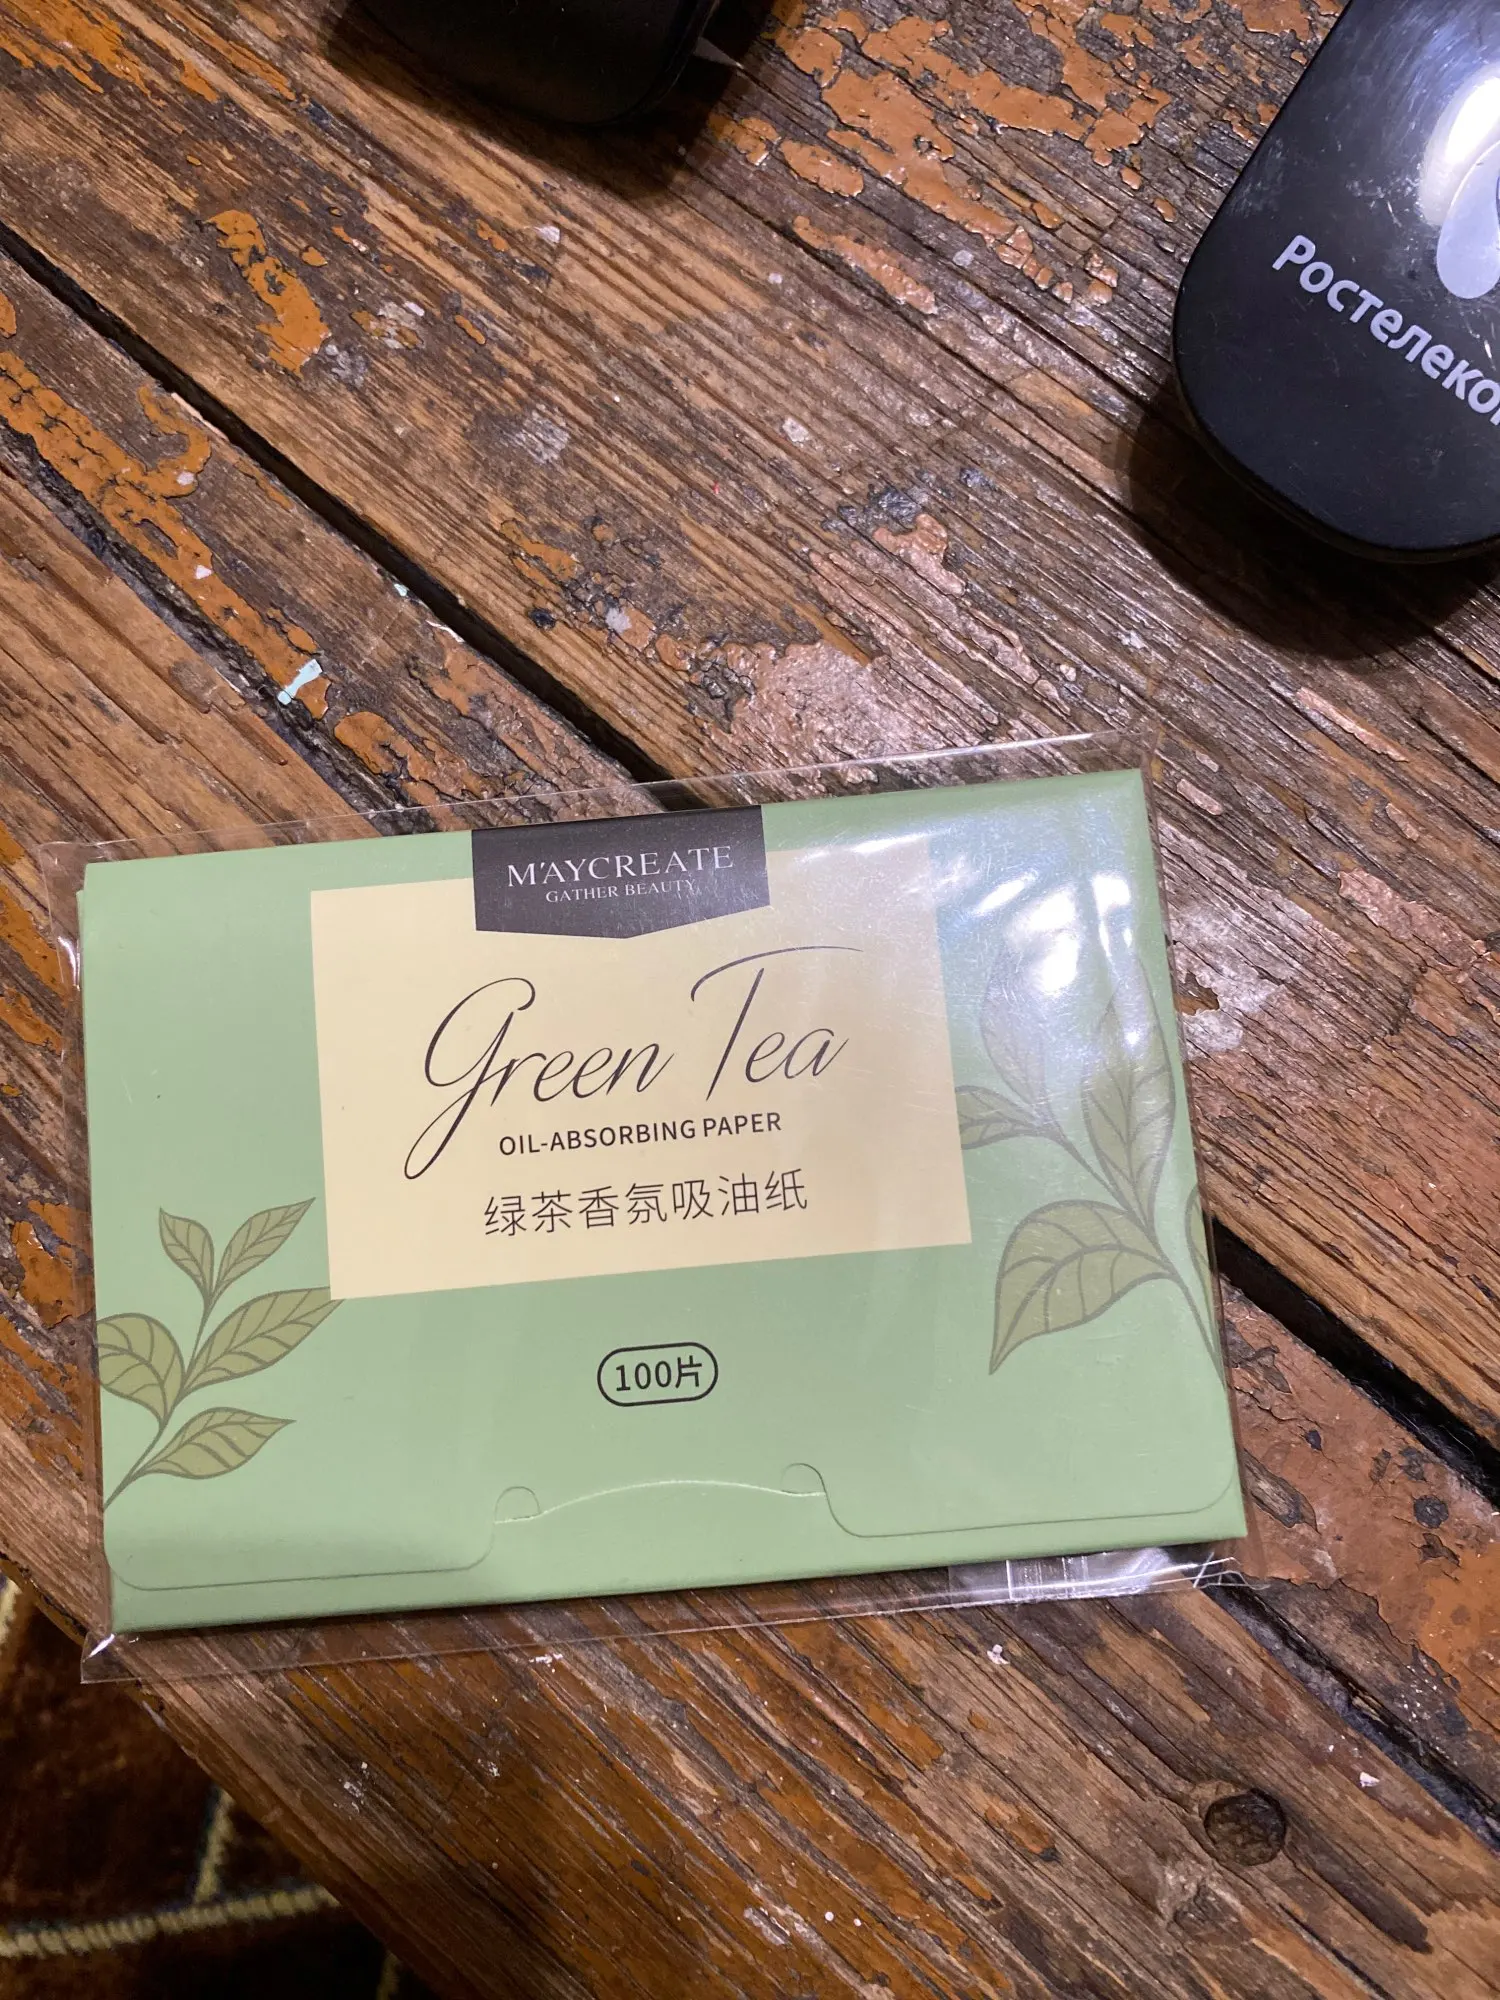 Ростелеко
M'AYCREATE
GATHER BEAUTY
Green Tea
OIL-ABSORBING PAPER
绿茶香氛吸油纸
100片